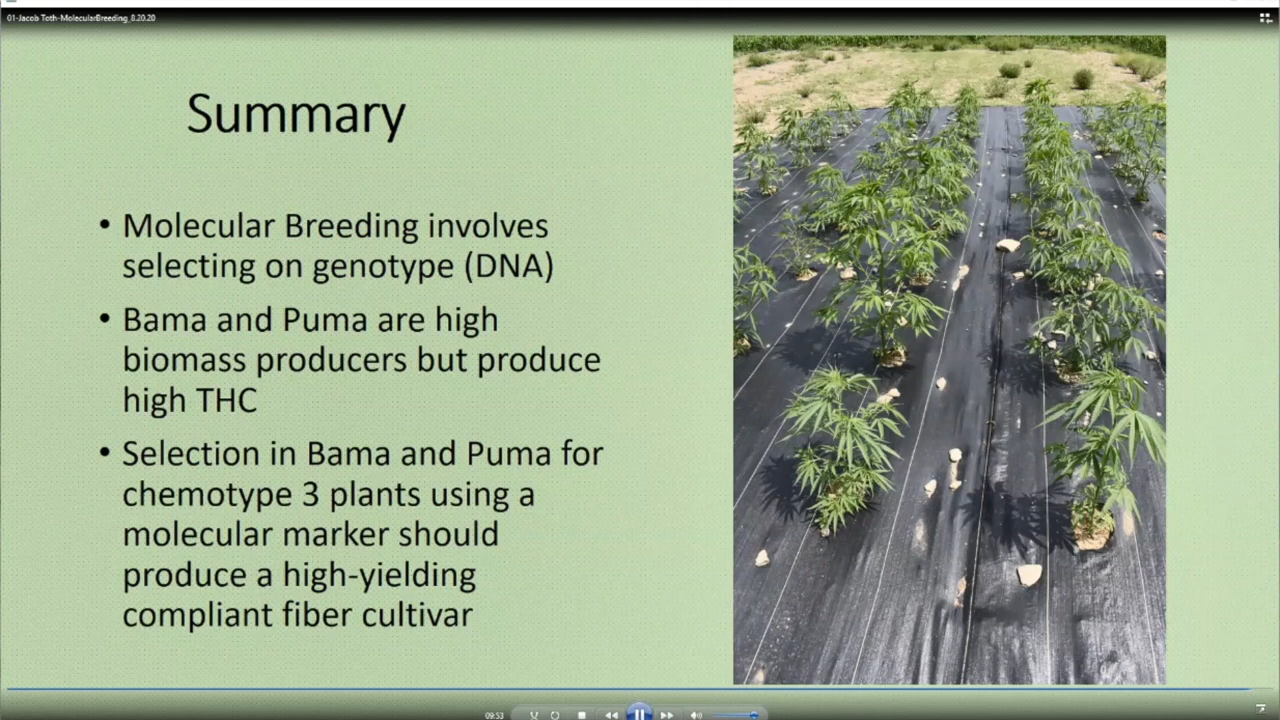 01-Jacob Toth-MolecularBreeding_8.20.20
Summary
• Molecular Breeding involves
selecting on genotype (DNA)
• Bama and Puma are high
biomass producers but produce
high THC
• Selection in Bama and Puma for
chemotype 3 plants using a
molecular marker should
produce a high-yielding
compliant fiber cultivar
09:53